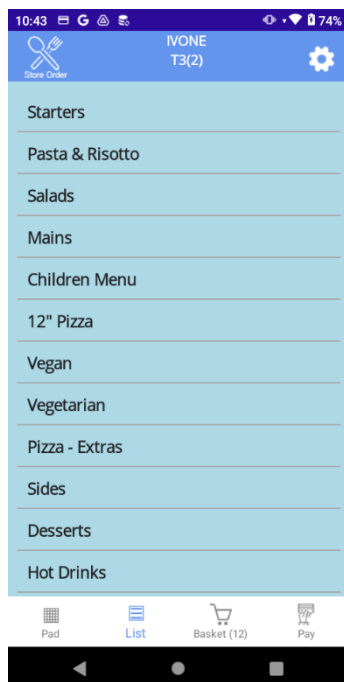 10:43
74%
IVONE
T3(2)
Store Order
Starters
Pasta & Risotto
Salads
Mains
Children Menu
12" Pizza
Vegan
Vegetarian
Pizza - Extras
Sides
Desserts
Hot Drinks
Pad
List
Basket (12)
Pay